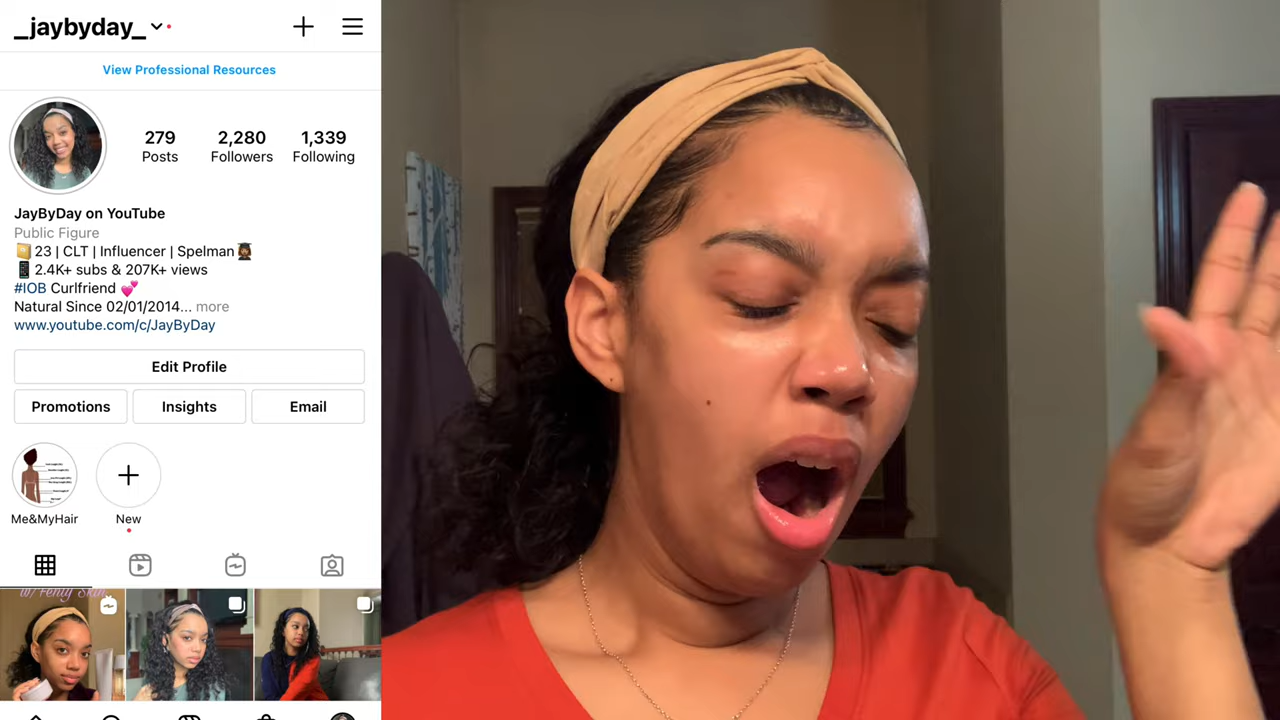 _jaybyday_
View Professional Resources
279 2,280 1,339
Posts Followers Following
JayByDay on YouTube
Public Figure
23 | CLT | Influencer | Spelman
2.4K+ subs & 207K+ views
#IOB Curlfriend
Natural Since 02/01/2014... more
www.youtube.com/c/JayByDay
Edit Profile
Promotions Insights Email
Me&MyHair New
w/Fenty Skin